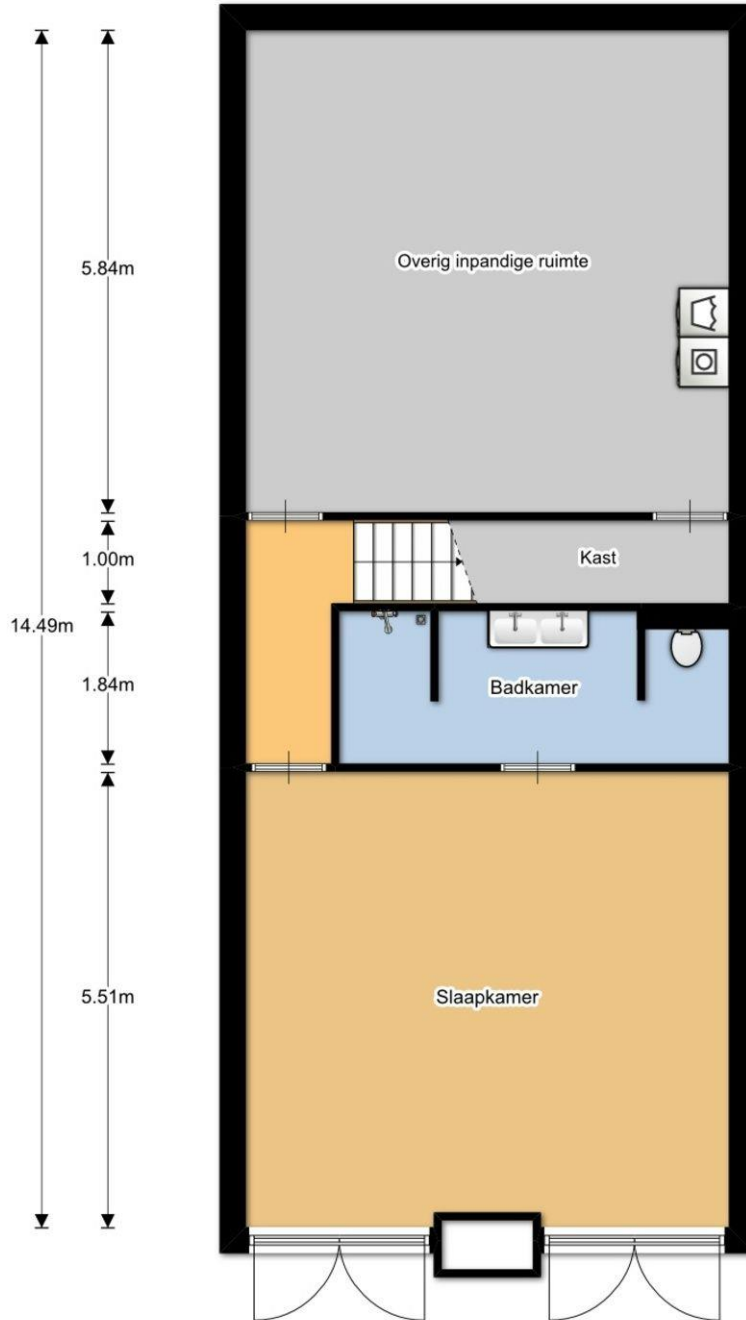 5.84m
Overig inpandige ruimte
1.00m
Kast
14.49m
1.84m
Badkamer
5.51m
Slaapkamer